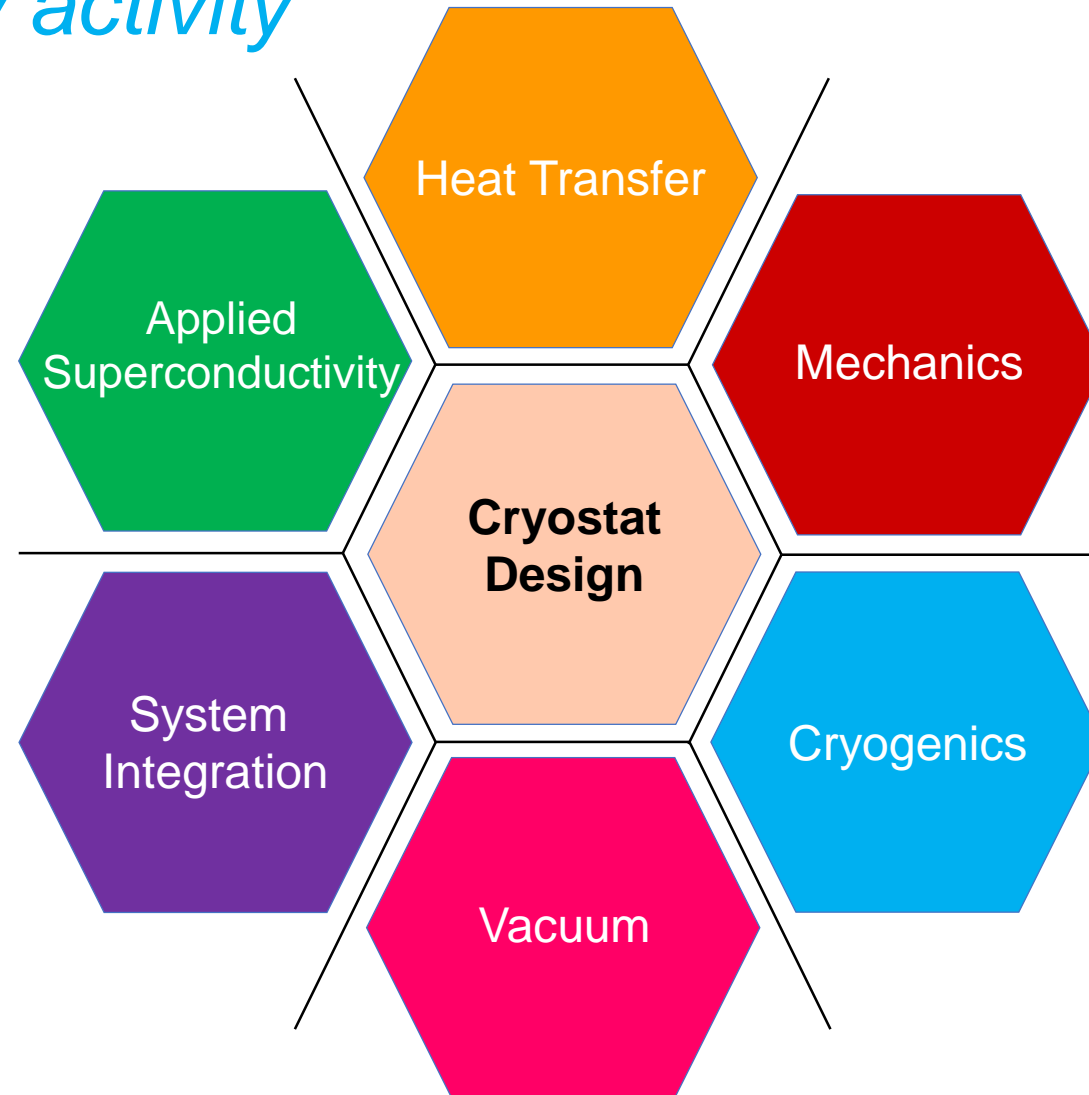 activity
Heat Transfer
Applied
Superconductivity
Mechanics
Cryostat
Design
System
Integration
Cryogenics
Vacuum